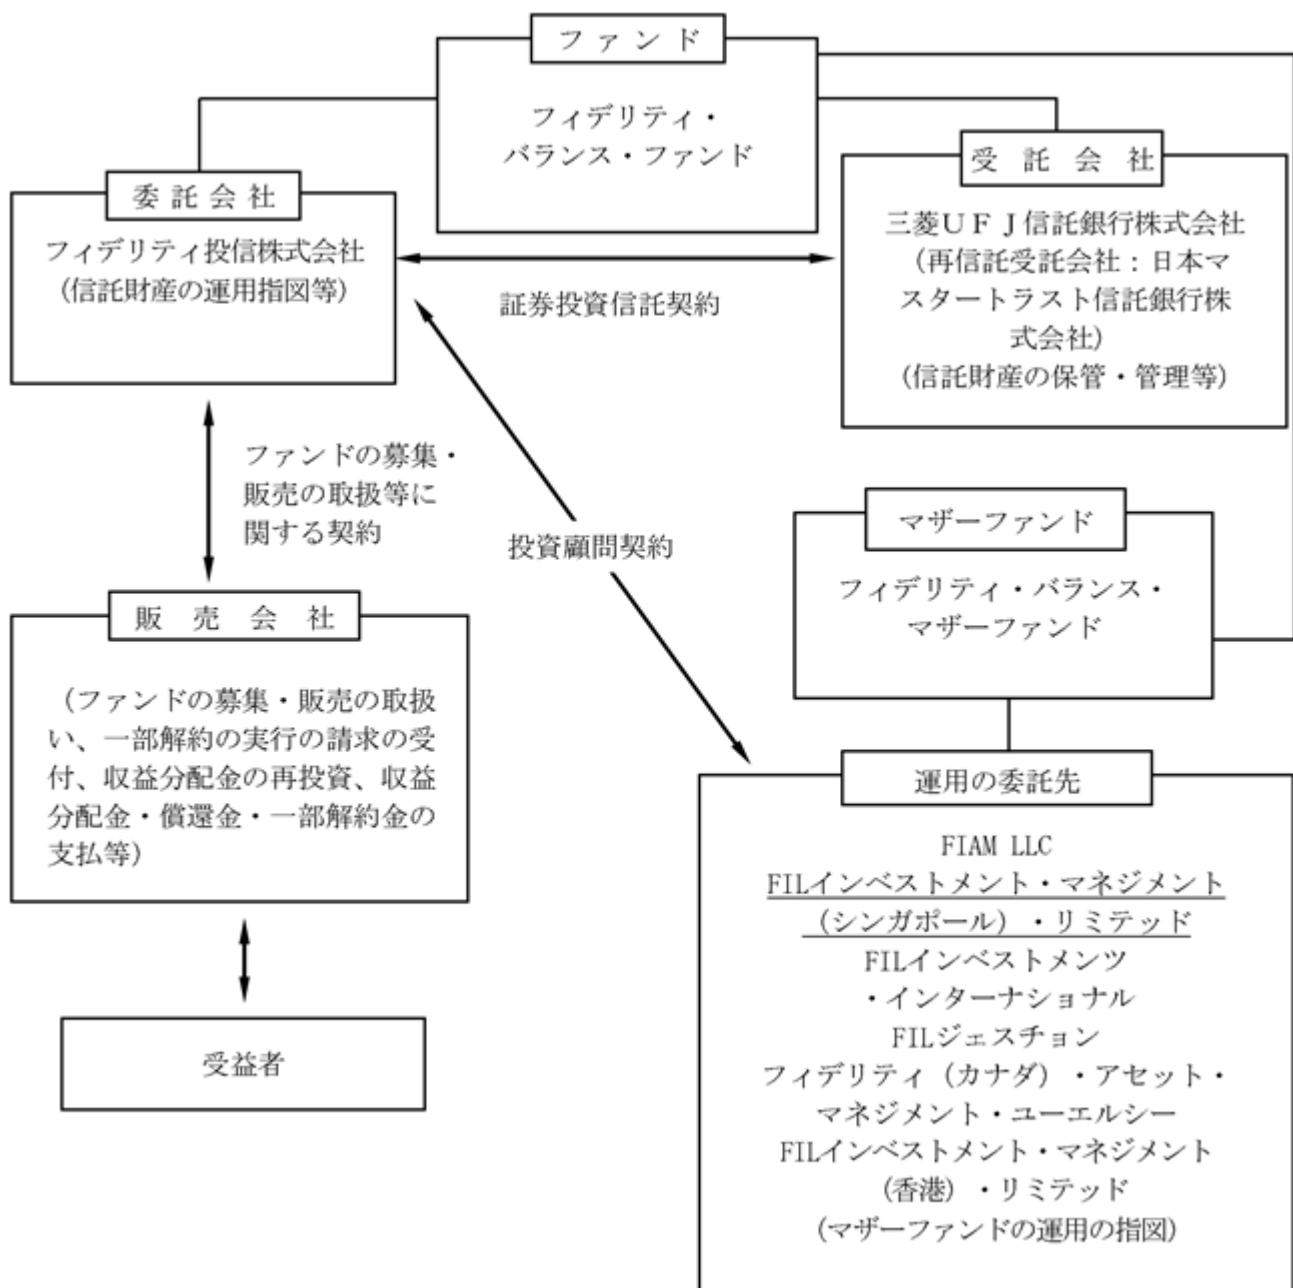 ファンド
フィデリティ・
バランス・ファンド
委託会社
フィデリティ投信株式会社
(信託財産の運用指図等)
受託会社
三菱ＵＦＪ信託銀行株式会社
(再信託受託会社：日本マ
スタートラスト信託銀行株
式会社)
(信託財産の保管・管理等)
証券投資信託契約
ファンドの募集・
販売の取扱等に
関する契約
投資顧問契約
マザーファンド
フィデリティ・バランス・
マザーファンド
販売会社
(ファンドの募集・販売の取扱
い、一部解約の実行の請求の受
付、収益分配金の再投資、収益
分配金・償還金・一部解約金の
支払等)
受益者
運用の委託先
FIAM LLC
FILインベストメント・マネジメント
(シンガポール)・リミテッド
FILインベストメンツ
・インターナショナル
FILジェスチョン
フィデリティ（カナダ）・アセット・
マネジメント・ユーエルシー
FILインベストメント・マネジメント
(香港)・リミテッド
(マザーファンドの運用の指図)